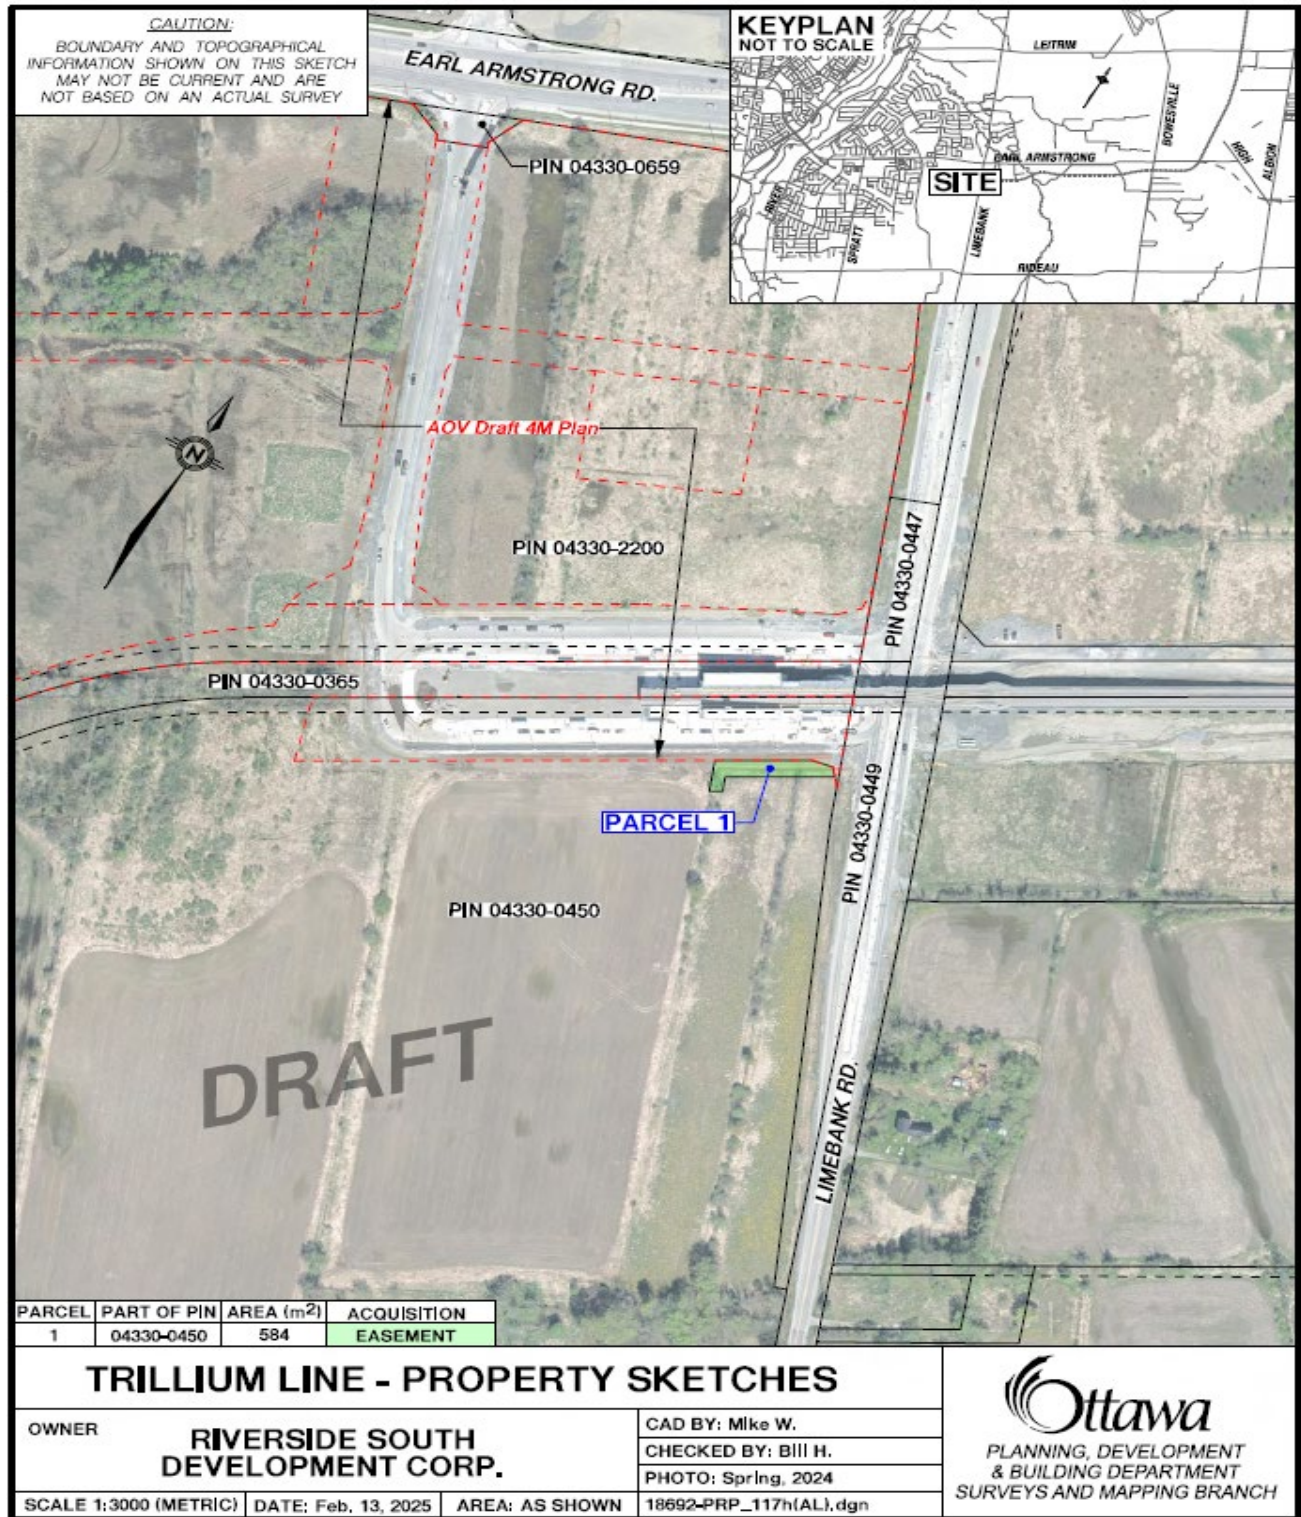 CAUTION:
BOUNDARY AND TOPOGRAPHICAL
INFORMATION SHOWN ON THIS SKETCH
MAY NOT BE CURRENT AND ARE
NOT BASED ON AN ACTUAL SURVEY
EARL ARMSTRONG RD.
KEYPLAN
NOT TO SCALE
LEITRIM
BOWESVILLE
HIGH
ALBION
EARL ARMSTRONG
SITE
RIVER
SPRATT
LIMEBANK
RIDEAU
PIN 04330-0659
N
AOV Draft 4M Plan
PIN 04330-2200
PIN 04330-0447
PIN 04330-0365
PARCEL 1
PIN 04330-0449
PIN 04330-0450
DRAFT
LIMEBANK RD.
PARCEL PART OF PIN AREA (m2) ACQUISITION
1 04330-0450 584 EASEMENT
TRILLIUM LINE - PROPERTY SKETCHES
OWNER
RIVERSIDE SOUTH
DEVELOPMENT CORP.
CAD BY: Mike W.
CHECKED BY: Bill H.
PHOTO: Spring, 2024
SCALE 1:3000 (METRIC) DATE: Feb. 13, 2025 AREA: AS SHOWN 18692-PRP_117h(AL).dgn
Ottawa
PLANNING, DEVELOPMENT
& BUILDING DEPARTMENT
SURVEYS AND MAPPING BRANCH